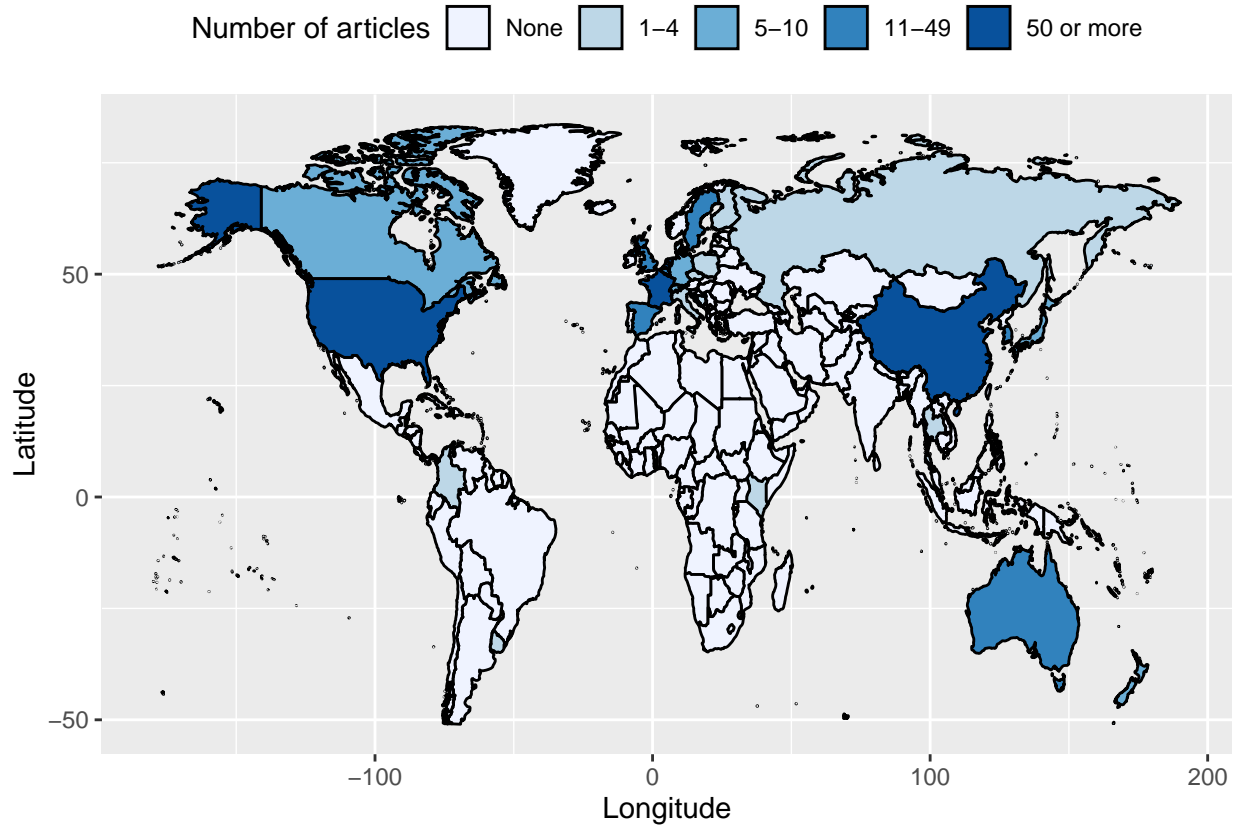 Number of articles None 1−4 5−10 11−49 50 or more
Latitude
50
0
−50
−100 0 100 200
Longitude